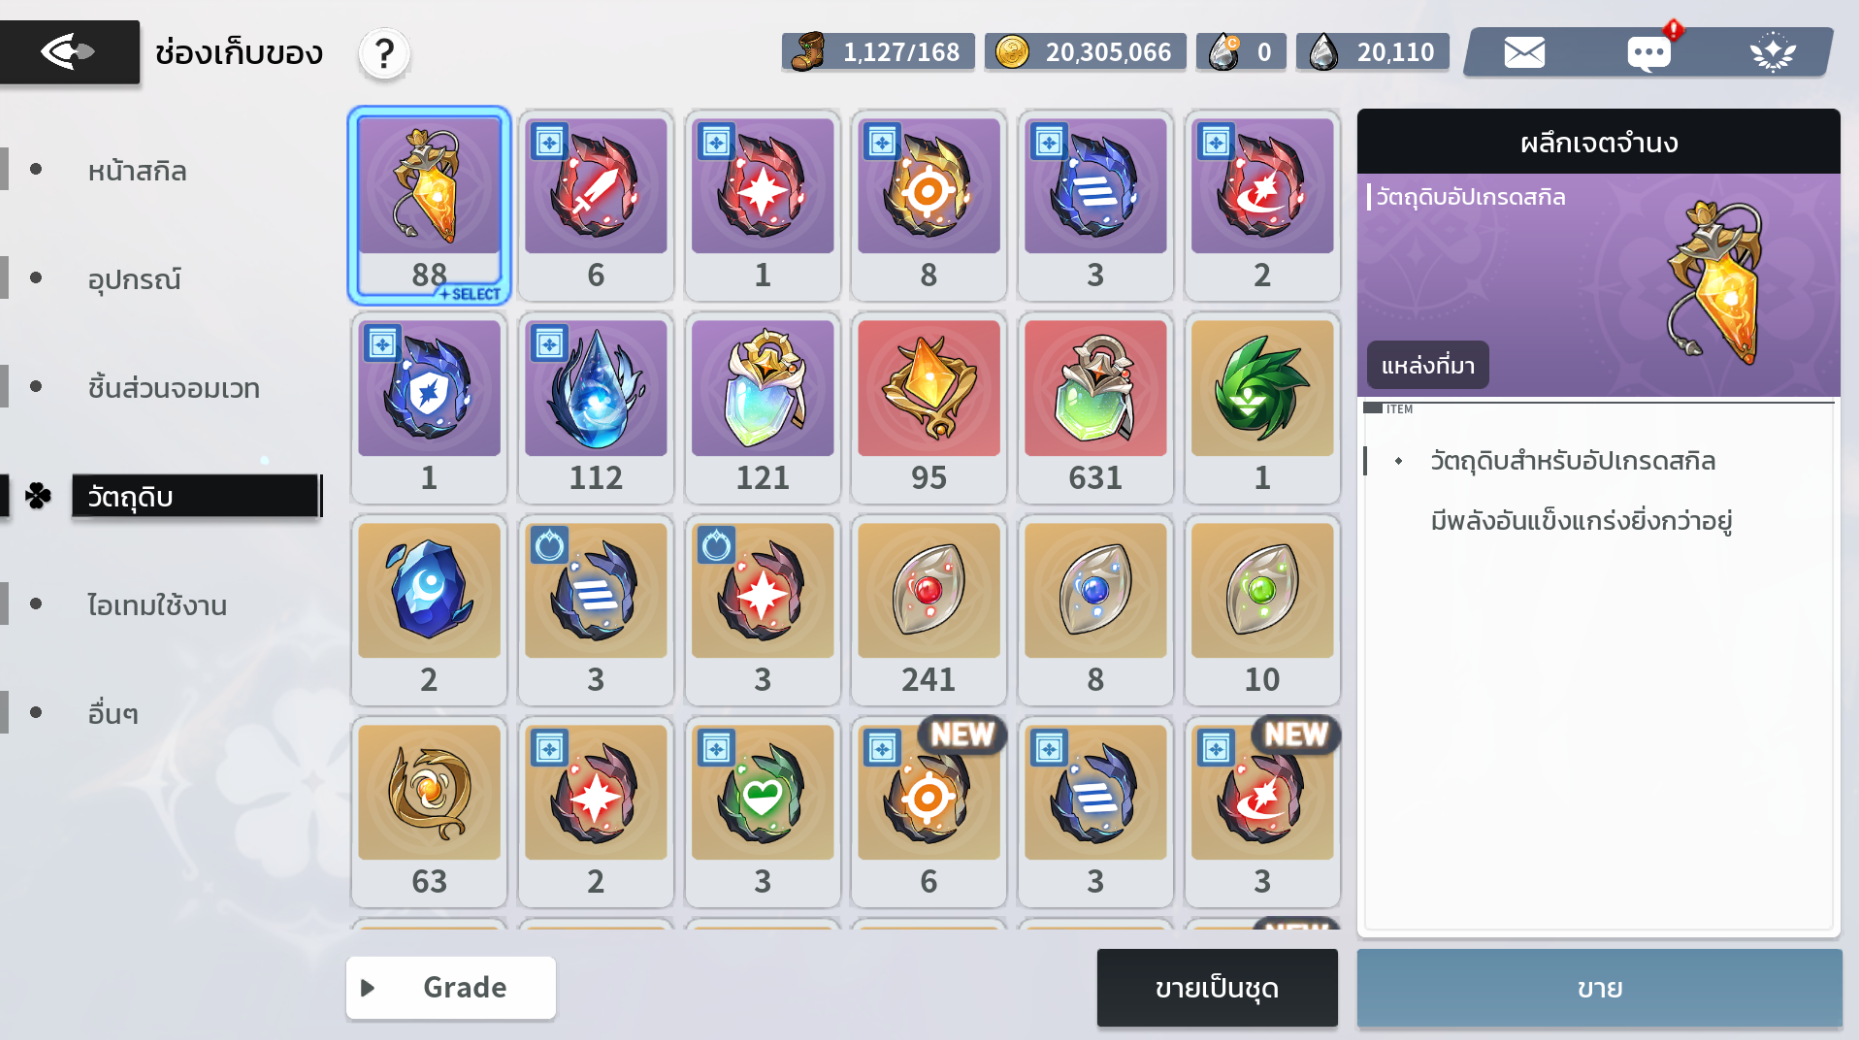 ช่องเก็บของ
?
1,127/168
20,305,066
0
20,110
หน้าสกิล
อุปกรณ์
ชิ้นส่วนจอมเวท
วัตถุดิบ
ไอเทมใช้งาน
อื่นๆ
88
+SELECT
6
1
8
3
2
1
112
121
95
631
1
2
3
3
241
8
10
NEW
NEW
63
2
3
6
3
3
NEW
ผลึกเจตจำนง
วัตถุดิบอัปเกรดสกิล
แหล่งที่มา
ITEM
วัตถุดิบสำหรับอัปเกรดสกิล
มีพลังอันแข็งแกร่งยิ่งกว่าอยู่
Grade
ขายเป็นชุด
ขาย